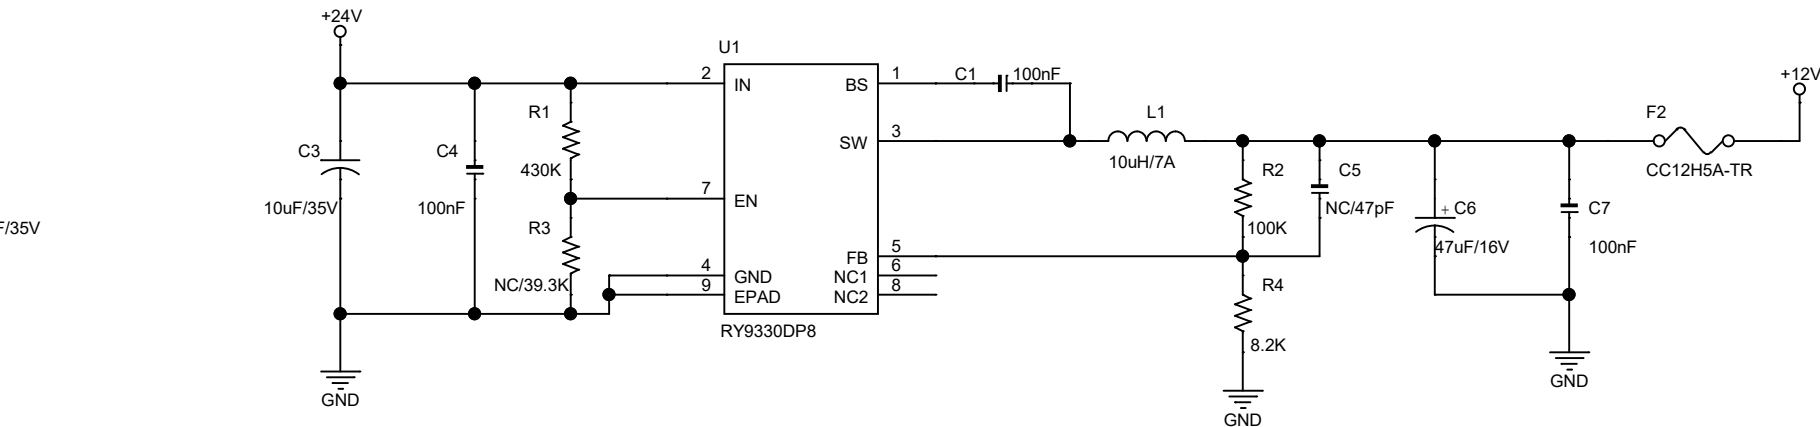 +24V
U1
+12V
2
IN
BS
1
C1
100nF
R1
L1
F2
3
SW
C3
C4
430K
10uH/7A
R2
C5
CC12H5A-TR
7
EN
10uF/35V
100nF
NC/47pF
+ C6
C7
F/35V
R3
100K
47uF/16V
100nF
5
FB
4
GND
NC1
6
NC/39.3K
9
EPAD
NC2
8
R4
RY9330DP8
8.2K
GND
GND
GND